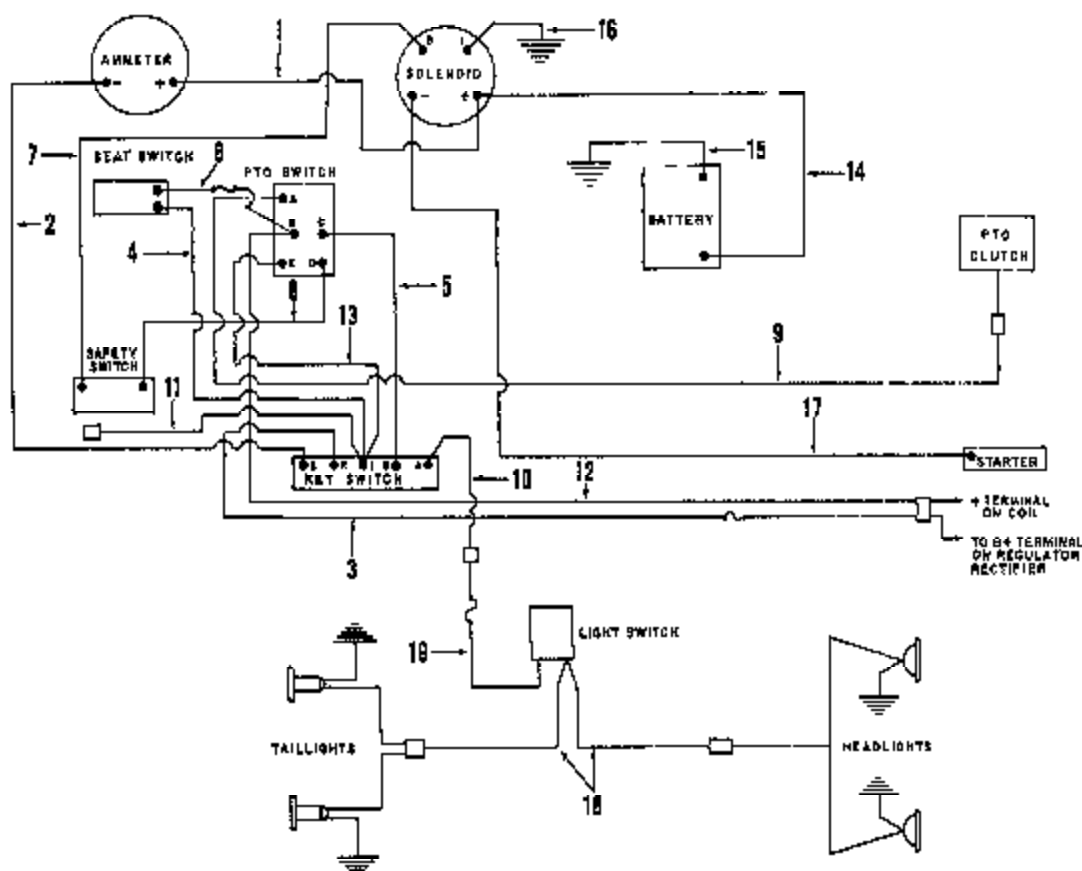 1
16
AMMETER
- +
SOLENOID
-
7
SEAT SWITCH
PTO SWITCH
15
14
2
A
BATTERY
PTO
CLUTCH
4
5
13
9
SAFETY
SWITCH
11
17
KEY SWITCH
10
12
STARTER
+ TERMINAL
ON COIL
3
TO B+ TERMINAL
ON REGULATOR
RECTIFIER
LIGHT SWITCH
19
TAILLIGHTS
HEADLIGHTS
18